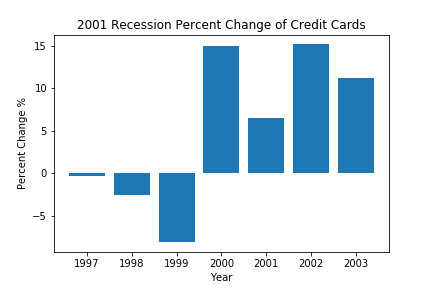 2001 Recession Percent Change of Credit Cards
15
10
5
0
−5
Percent Change %
1997 1998 1999 2000 2001 2002 2003
Year